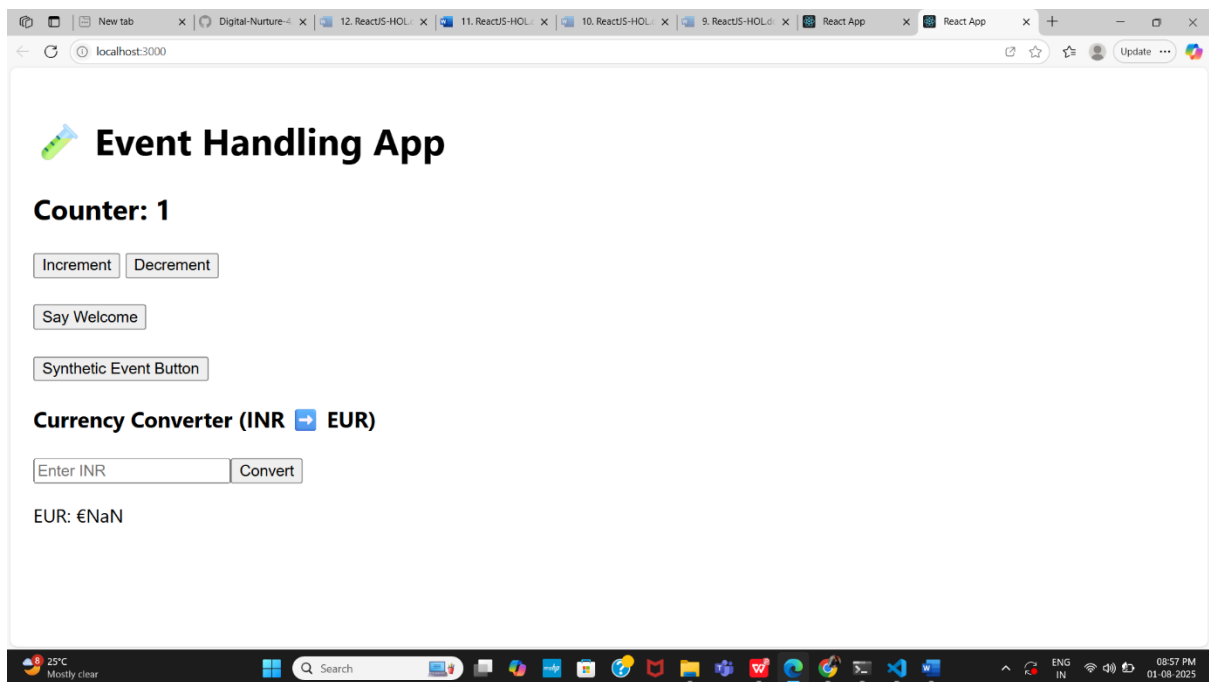 New tab
Digital-Nurture-4
12. ReactJS-HOL.
11. ReactJS-HOL.
10. ReactJS-HOL.
9. ReactJS-HOL.d
React App
React App
localhost:3000
Update
🧪 Event Handling App
Counter: 1
Increment Decrement
Say Welcome
Synthetic Event Button
Currency Converter (INR ➡️ EUR)
Enter INR Convert
EUR: €NaN
8
25°C
Mostly clear
Search
ENG
IN
08:57 PM
01-08-2025